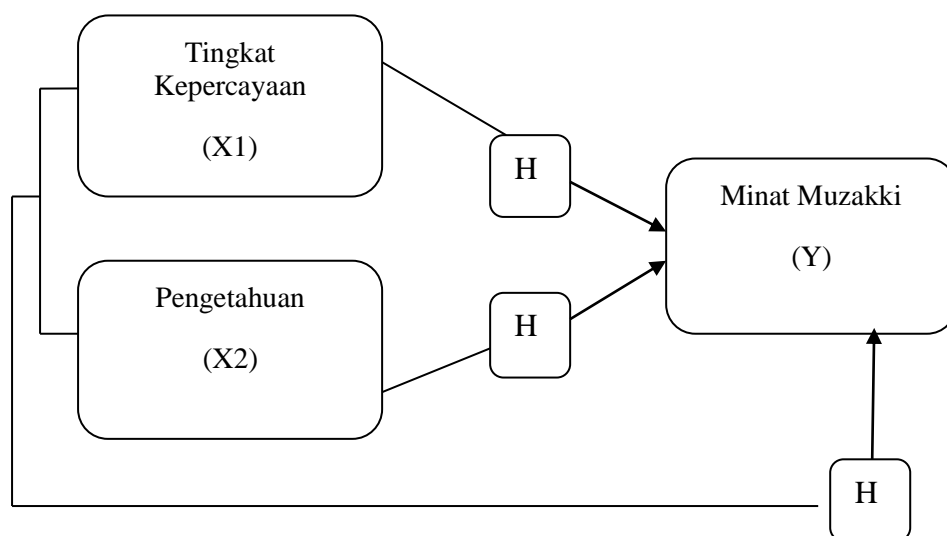 Tingkat
Kepercayaan
(X1)
H
Minat Muzakki
(Y)
Pengetahuan
(X2)
H
H